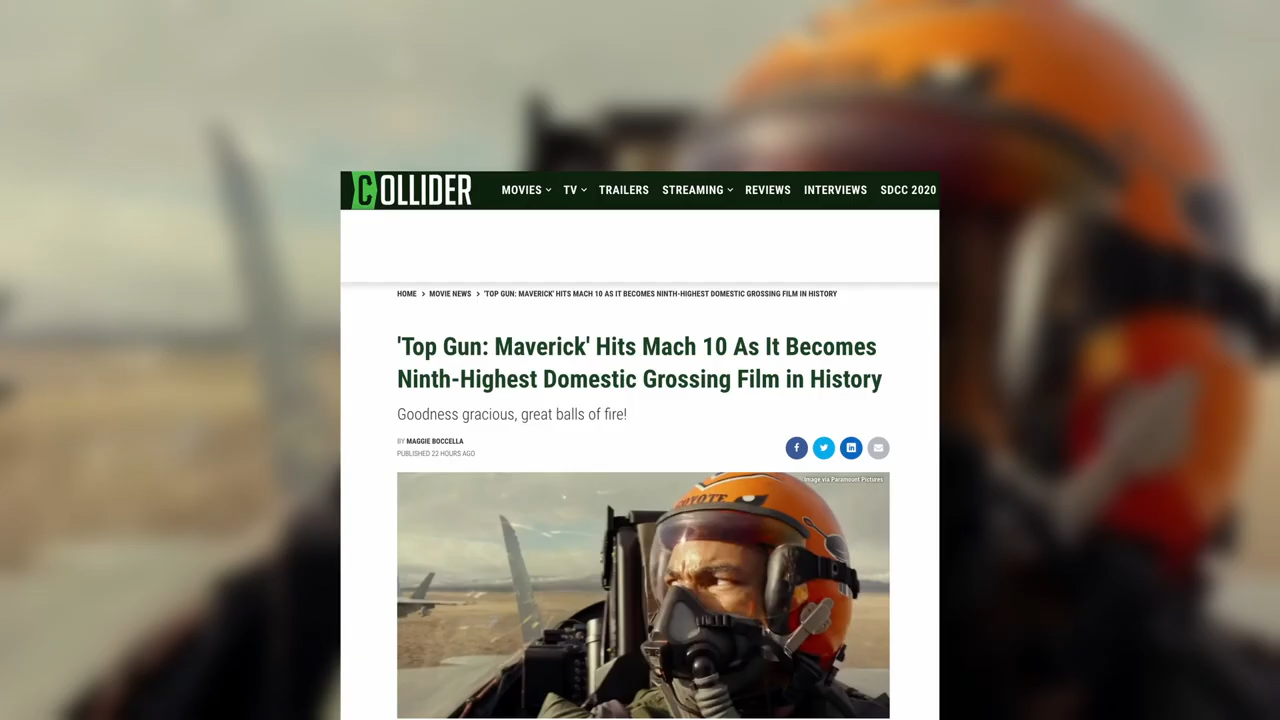 COLLIDER MOVIES TV TRAILERS STREAMING REVIEWS INTERVIEWS SDCC 2020
HOME > MOVIE NEWS > 'TOP GUN: MAVERICK' HITS MACH 10 AS IT BECOMES NINTH-HIGHEST DOMESTIC GROSSING FILM IN HISTORY
'Top Gun: Maverick' Hits Mach 10 As It Becomes
Ninth-Highest Domestic Grossing Film in History
Goodness gracious, great balls of fire!
BY MAGGIE BOCCELLA
PUBLISHED 22 HOURS AGO
Image via Paramount Pictures
COYOTE